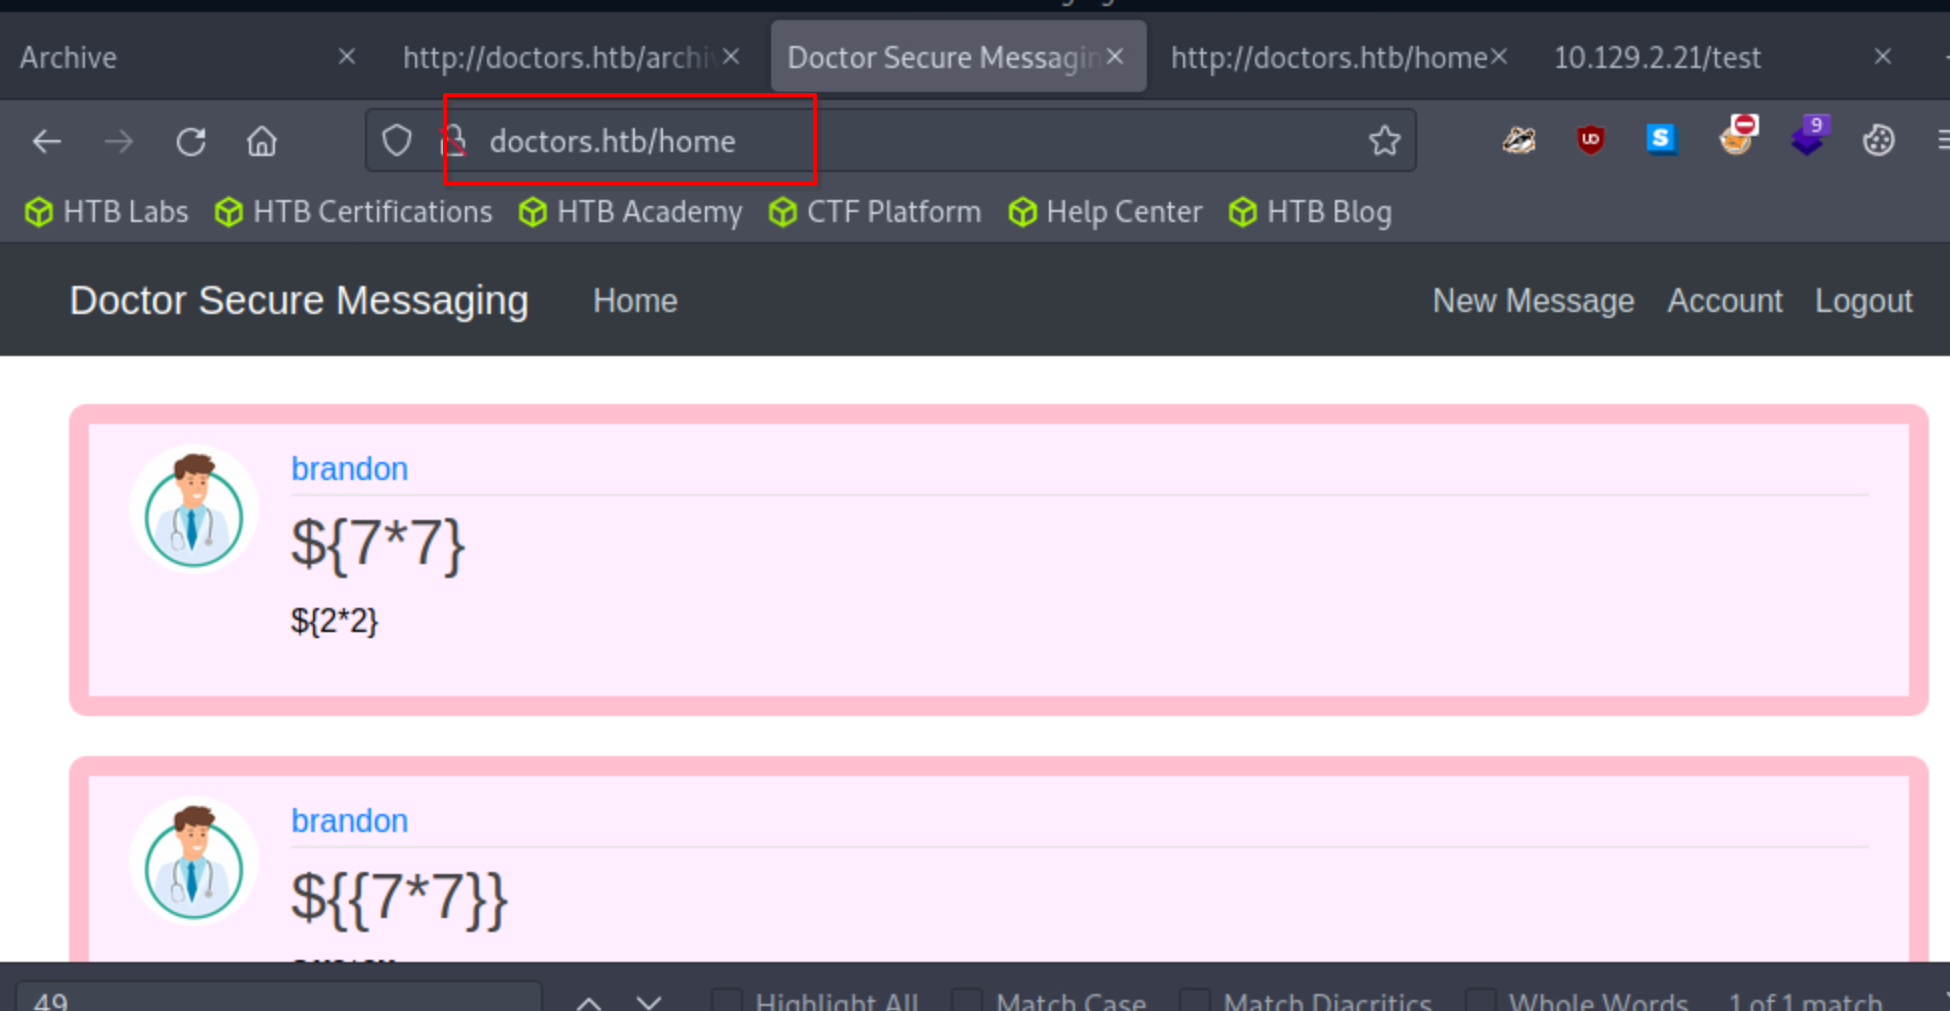 Archive http://doctors.htb/archi Doctor Secure Messagin http://doctors.htb/home 10.129.2.21/test
doctors.htb/home
9
HTB Labs HTB Certifications HTB Academy CTF Platform Help Center HTB Blog
Doctor Secure Messaging Home New Message Account Logout
brandon
${7*7}
${2*2}
brandon
${{7*7}}
49 Highlight All Match Case Match Diacritics Whole Words 1 of 1 match